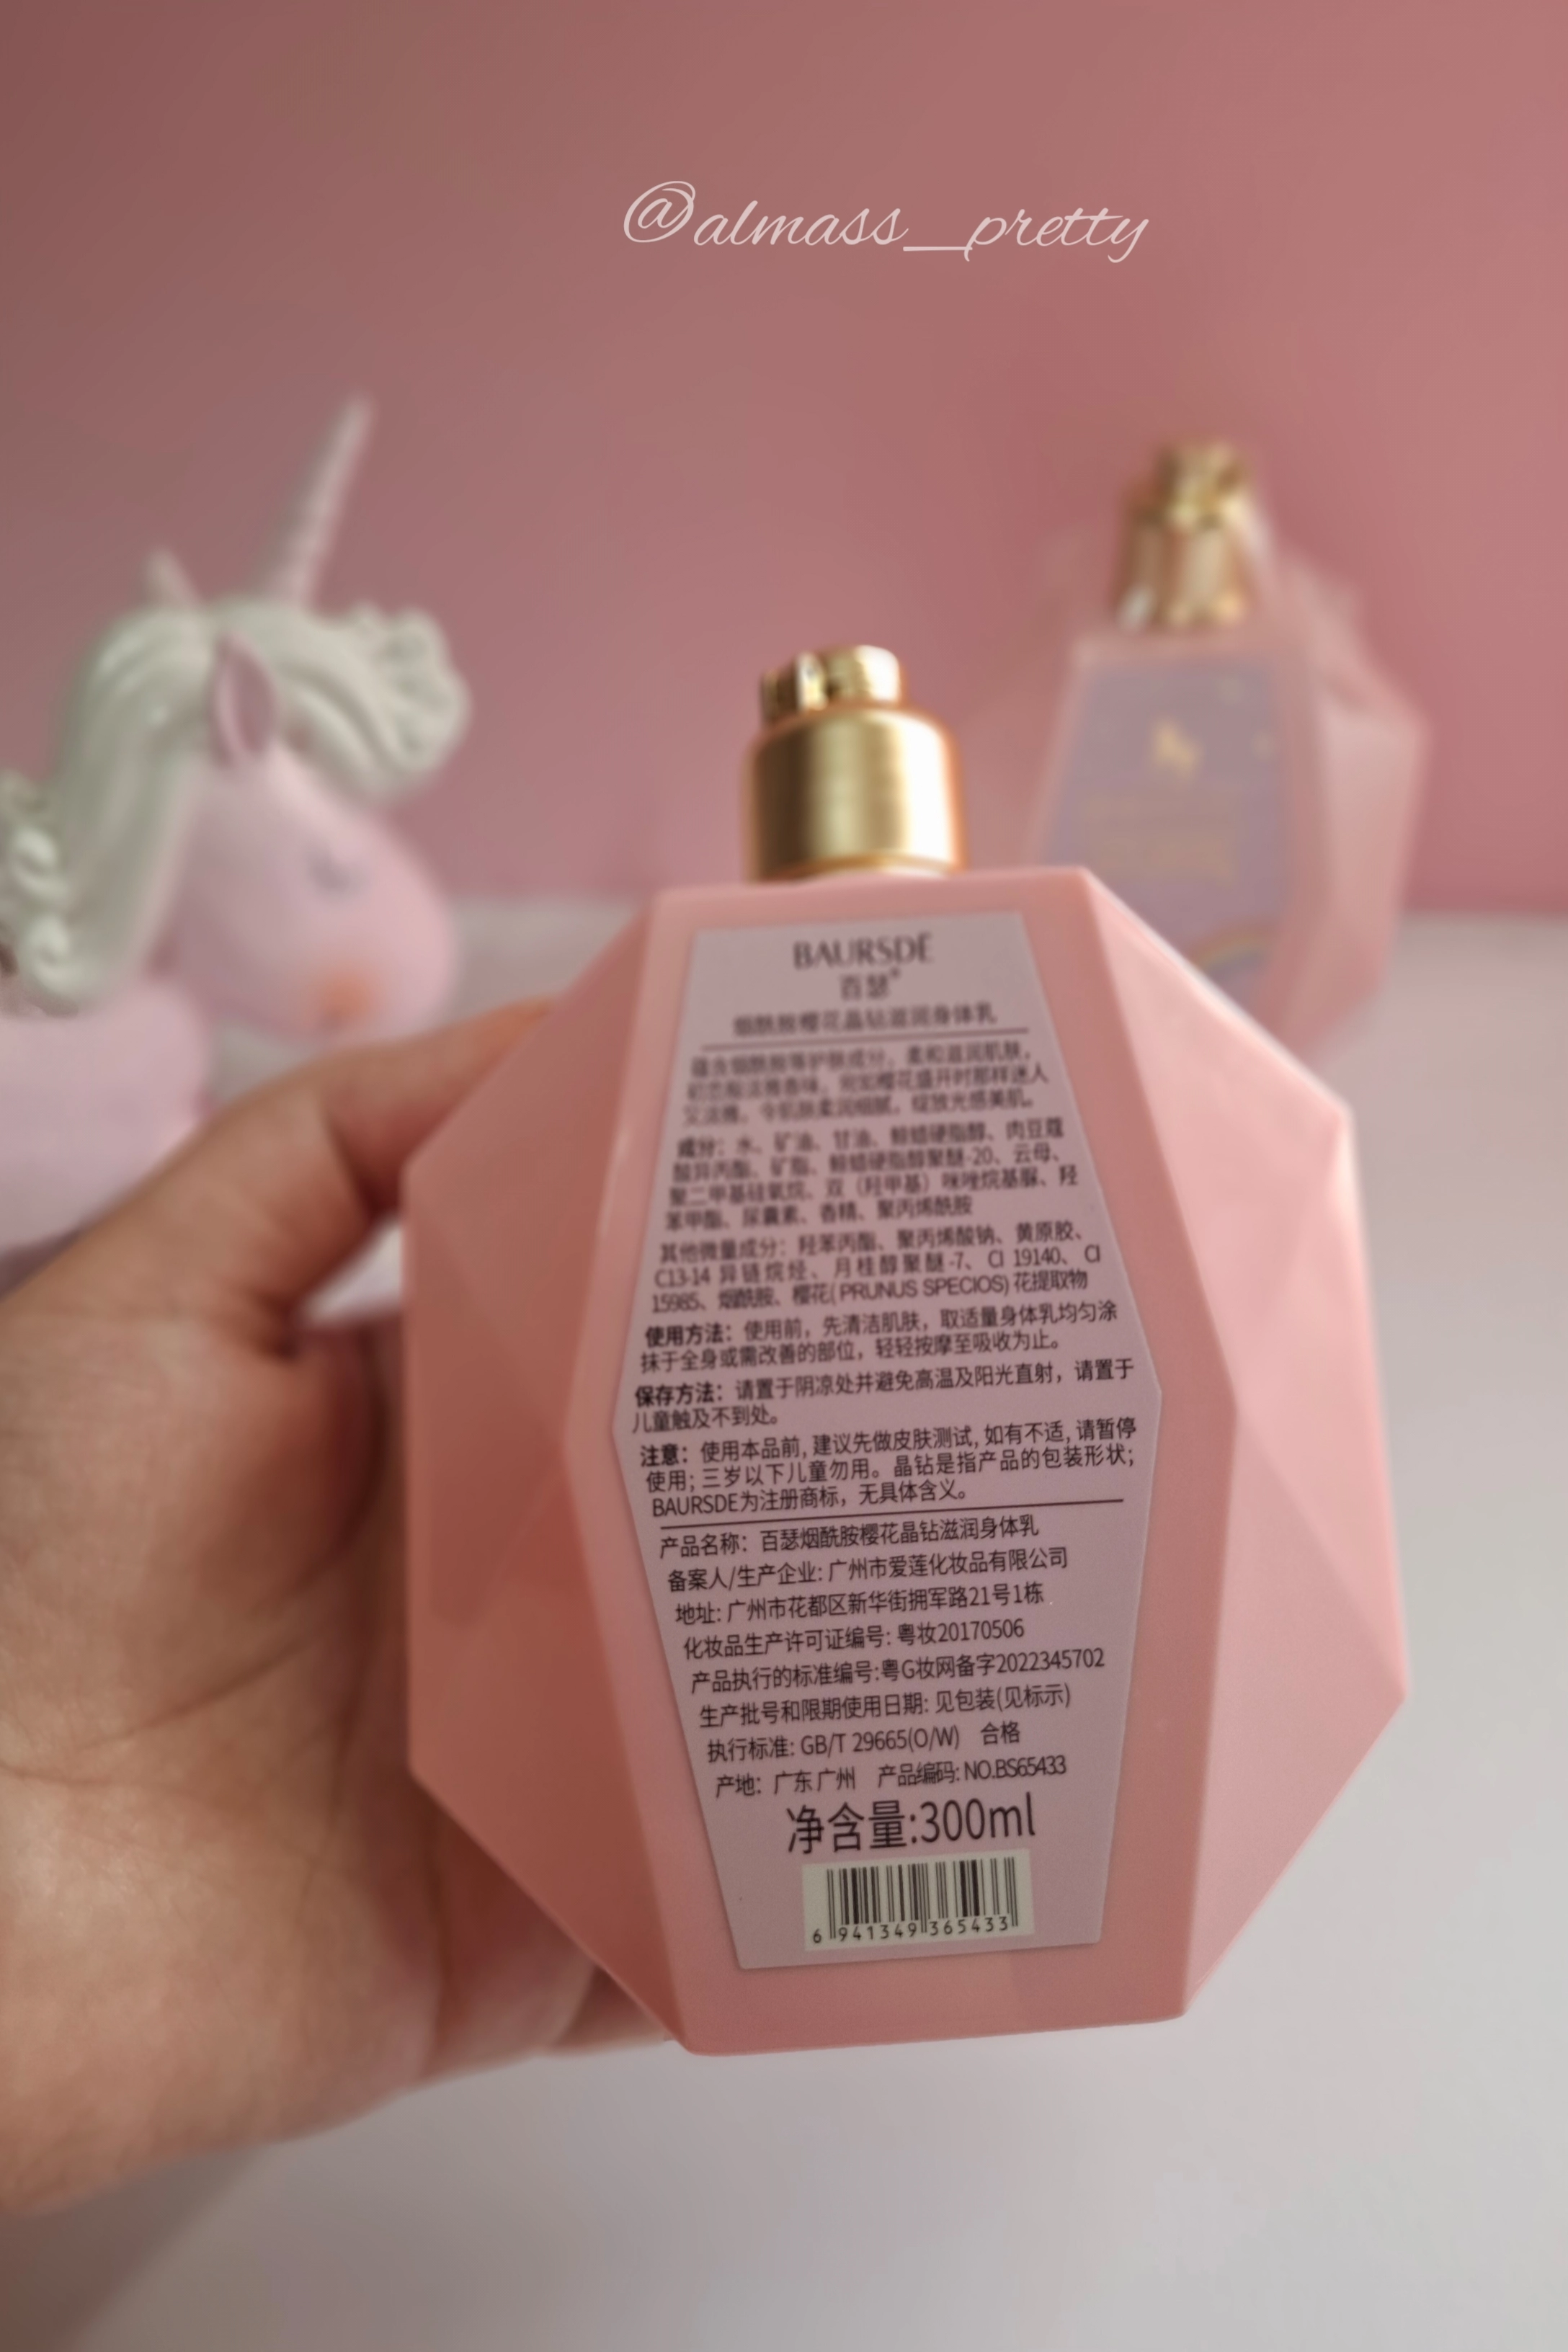 @almass__pretty
BAURSDE
百瑟®
烟酰胺樱花晶钻滋润身体乳
蕴含烟酰胺等护肤成分，柔和滋润肌肤，
初恋般淡雅香味，宛如樱花盛开时那样迷人
又淡雅，令肌肤柔润细腻，绽放光感美肌。
成分：水、矿油、甘油、鲸蜡硬脂醇、肉豆蔻
酸异丙酯、矿脂、鲸蜡硬脂醇聚醚-20、云母、
聚二甲基硅氧烷、双（羟甲基）咪唑烷基脲、羟
苯甲酯、尿囊素、香精、聚丙烯酰胺
其他微量成分：羟苯丙酯、聚丙烯酸钠、黄原胶、
C13-14 异链烷烃、月桂醇聚醚-7、CI 19140、CI
15985、烟酰胺、樱花( PRUNUS SPECIOS) 花提取物
使用方法：使用前，先清洁肌肤，取适量身体乳均匀涂
抹于全身或需改善的部位，轻轻按摩至吸收为止。
保存方法：请置于阴凉处并避免高温及阳光直射，请置于
儿童触及不到处。
注意：使用本品前, 建议先做皮肤测试, 如有不适, 请暂停
使用; 三岁以下儿童勿用。晶钻是指产品的包装形状;
BAURSDE为注册商标，无具体含义。
产品名称：百瑟烟酰胺樱花晶钻滋润身体乳
备案人/生产企业: 广州市爱莲化妆品有限公司
地址: 广州市花都区新华街拥军路21号1栋
化妆品生产许可证编号: 粤妆20170506
产品执行的标准编号:粤G妆网备字2022345702
生产批号和限期使用日期: 见包装(见标示)
执行标准: GB/T 29665(O/W) 合格
产地：广东 广州 产品编码: NO.BS65433
净含量:300ml
6 941349 365433